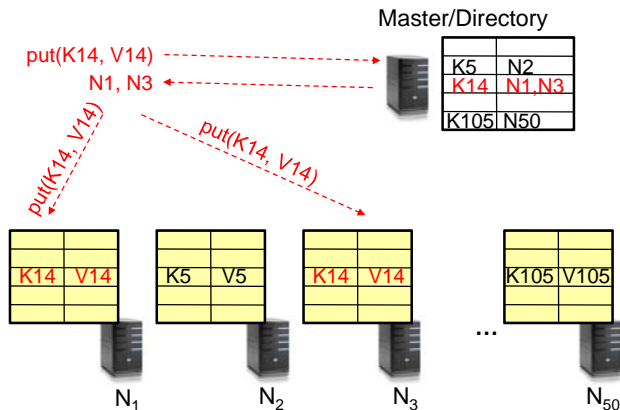 Master/Directory
put(K14, V14)
N1, N3
K5 N2
K14 N1,N3
K105 N50
put(K14, V14)
put(K14, V14)
K14 V14
K5 V5
K14 V14
K105 V105
...
N1
N2
N3
N50